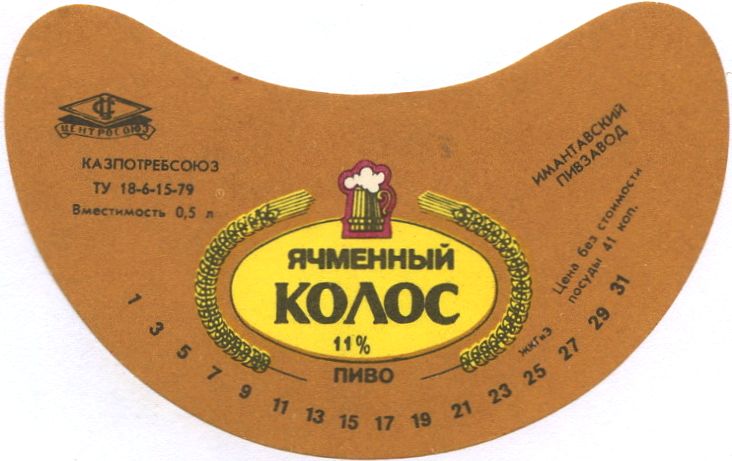 ЦЕНТРОСОЮЗ
КАЗПОТРЕБСОЮЗ
ТУ 18-6-15-79
Вместимость 0,5 л
ИМАНТАВСКИЙ
ПИВЗАВОД
Цена без стоимости
посуды 41 коп.
ЯЧМЕННЫЙ
КОЛОС
11%
ПИВО
ЖКГиЭ
1 3 5 7 9 11 13 15 17 19 21 23 25 27 29 31